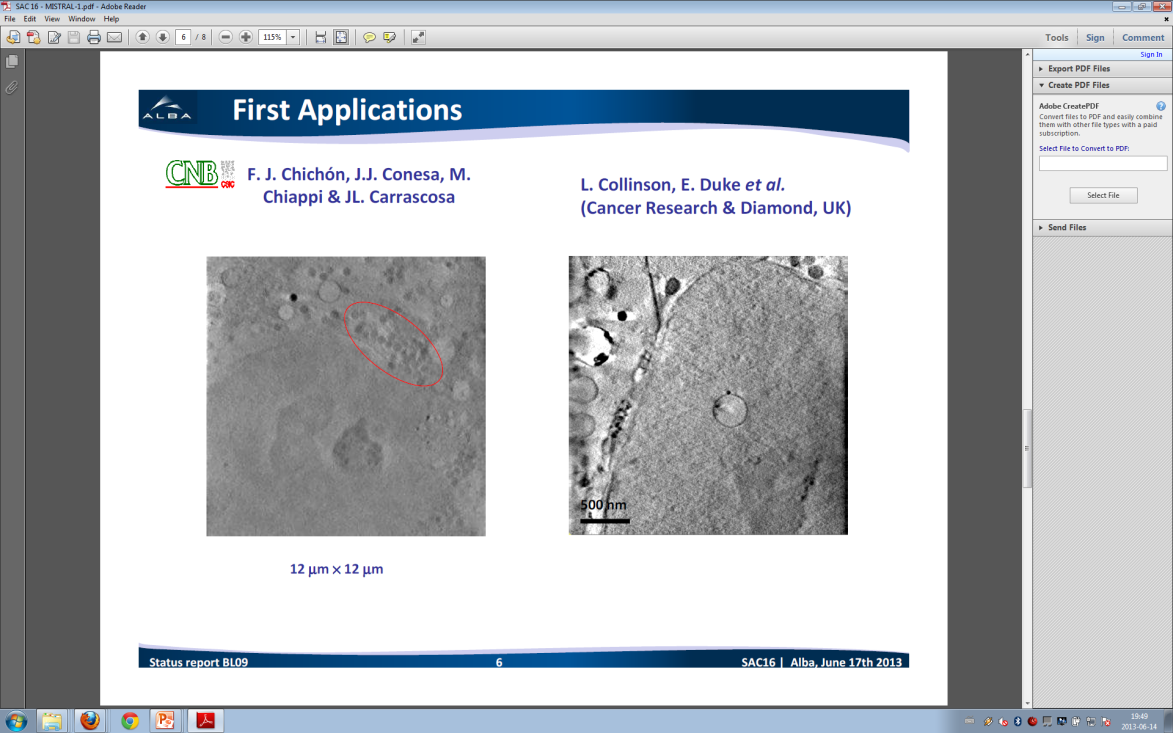 SAC 16 - MISTRAL-1.pdf - Adobe Reader
File Edit View Window Help
6 / 8
115%
Tools Sign Comment
Sign In
Export PDF Files
Create PDF Files
Adobe CreatePDF
Convert files to PDF and easily combine
them with other file types with a paid
subscription.
Select File to Convert to PDF:
Select File
Send Files
ALBA
First Applications
CNB
CSIC
F. J. Chichón, J.J. Conesa, M.
Chiappi & JL. Carrascosa
L. Collinson, E. Duke et al.
(Cancer Research & Diamond, UK)
500 nm
12 µm × 12 µm
Status report BL09
6
SAC16 | Alba, June 17th 2013
19:49
2013-06-14